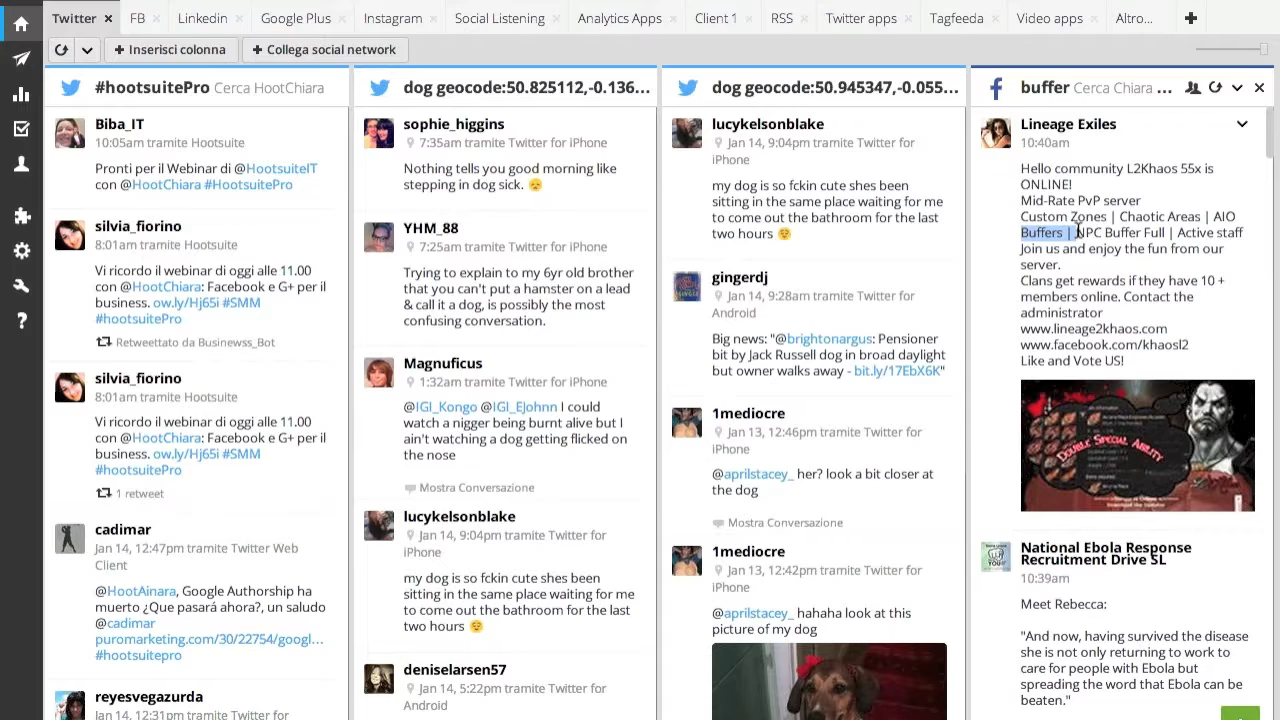 Twitter
FB
Linkedin
Google Plus
Instagram
Social Listening
Analytics Apps
Client 1
RSS
Twitter apps
Tagfeeda
Altro...
Inserisci colonna
Collega social network
#hootsuitePro Cerca HootChiara
Biba_IT
10:05am tramite Hootsuite
Pronti per il Webinar di @HootsuiteIT
con @HootChiara #HootsuitePro
silvia_fiorino
8:01am tramite Hootsuite
Vi ricordo il webinar di oggi alle 11.00
con @HootChiara: Facebook e G+ per il
business. ow.ly/Hj65i #SMM
#hootsuitePro
Retweettato da Businewss_Bot
silvia_fiorino
8:01am tramite Hootsuite
Vi ricordo il webinar di oggi alle 11.00
con @HootChiara: Facebook e G+ per il
business. ow.ly/Hj65i #SMM
#hootsuitePro
1 retweet
cadimar
Jan 14, 12:47pm tramite Twitter Web
Client
@HootAinara, Google Authorship ha
muerto ¿Que pasará ahora?, un saludo
@cadimar
puromarketing.com/30/22754/googl...
#hootsuitepro
reyesvegazurda
Jan 14, 12:31pm tramite Twitter for
dog geocode:50.825112,-0.136...
sophie_higgins
7:35am tramite Twitter for iPhone
Nothing tells you good morning like
stepping in dog sick. 😞
YHM_88
7:25am tramite Twitter for iPhone
Trying to explain to my 6yr old brother
that you can't put a hamster on a lead
& call it a dog, is possibly the most
confusing conversation.
Magnuficus
1:32am tramite Twitter for iPhone
@IGI_Kongo @IGI_EJohnn I could
watch a nigger being burnt alive but I
ain't watching a dog getting flicked on
the nose
Mostra Conversazione
lucykelsonblake
Jan 14, 9:04pm tramite Twitter for
iPhone
my dog is so fckin cute shes been
sitting in the same place waiting for me
to come out the bathroom for the last
two hours 😌
deniselarsen57
Jan 14, 5:22pm tramite Twitter for
Android
dog geocode:50.945347,-0.055...
lucykelsonblake
Jan 14, 9:04pm tramite Twitter for
iPhone
my dog is so fckin cute shes been
sitting in the same place waiting for me
to come out the bathroom for the last
two hours 😌
gingerdj
Jan 14, 9:28am tramite Twitter for
Android
Big news: "@brightonargus: Pensioner
bit by Jack Russell dog in broad daylight
but owner walks away - bit.ly/17EbX6K"
1mediocre
Jan 13, 12:46pm tramite Twitter for
iPhone
@aprilstacey_ her? look a bit closer at
the dog
Mostra Conversazione
1mediocre
Jan 13, 12:42pm tramite Twitter for
iPhone
@aprilstacey_ hahaha look at this
picture of my dog
buffer Cerca Chiara ...
Lineage Exiles
10:40am
Hello community L2Khaos 55x is
ONLINE!
Mid-Rate PvP server
Custom Zones | Chaotic Areas | AIO
Buffers | NPC Buffer Full | Active staff
Join us and enjoy the fun from our
server.
Clans get rewards if they have 10 +
members online. Contact the
administrator
www.lineage2khaos.com
www.facebook.com/khaosl2
Like and Vote US!
DOUBLE SPECIAL ABILITY
National Ebola Response
Recruitment Drive SL
10:39am
Meet Rebecca:
"And now, having survived the disease
she is not only returning to work to
care for people with Ebola but
spreading the word that Ebola can be
beaten."